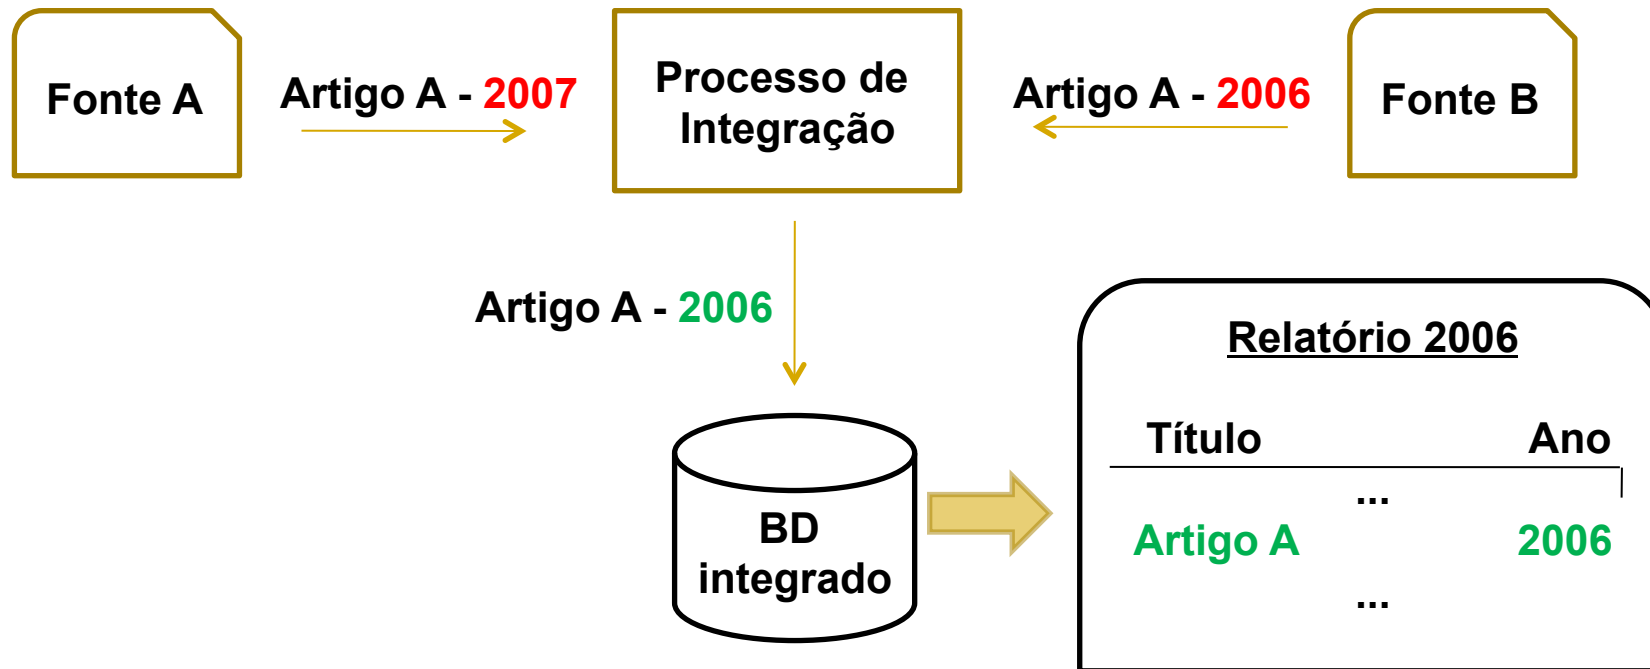 Fonte A
Artigo A - 2007
Processo de
Integração
Artigo A - 2006
Fonte B
Artigo A - 2006
BD
integrado
Relatório 2006
Título Ano
...
Artigo A 2006
...